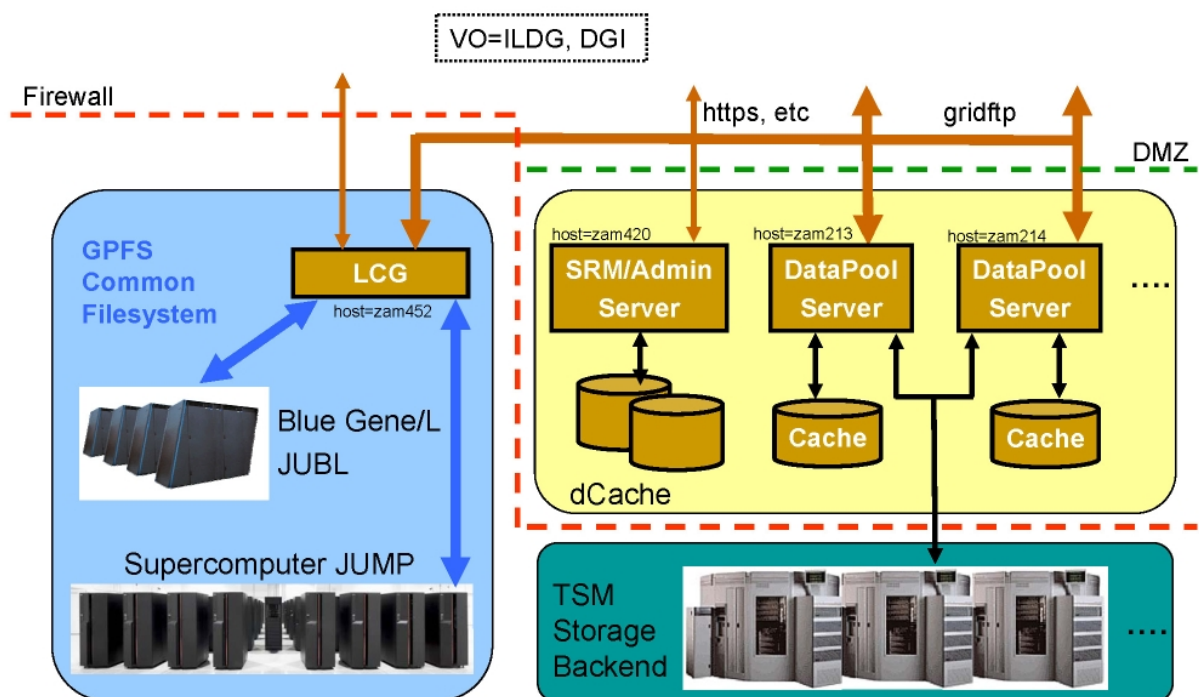 VO=ILDG, DGI
Firewall
https, etc
gridftp
DMZ
GPFS
Common
Filesystem
LCG
host=zam452
Blue Gene/L
JUBL
Supercomputer JUMP
host=zam420
SRM/Admin
Server
host=zam213
DataPool
Server
host=zam214
DataPool
Server
....
Cache
Cache
dCache
TSM
Storage
Backend
....